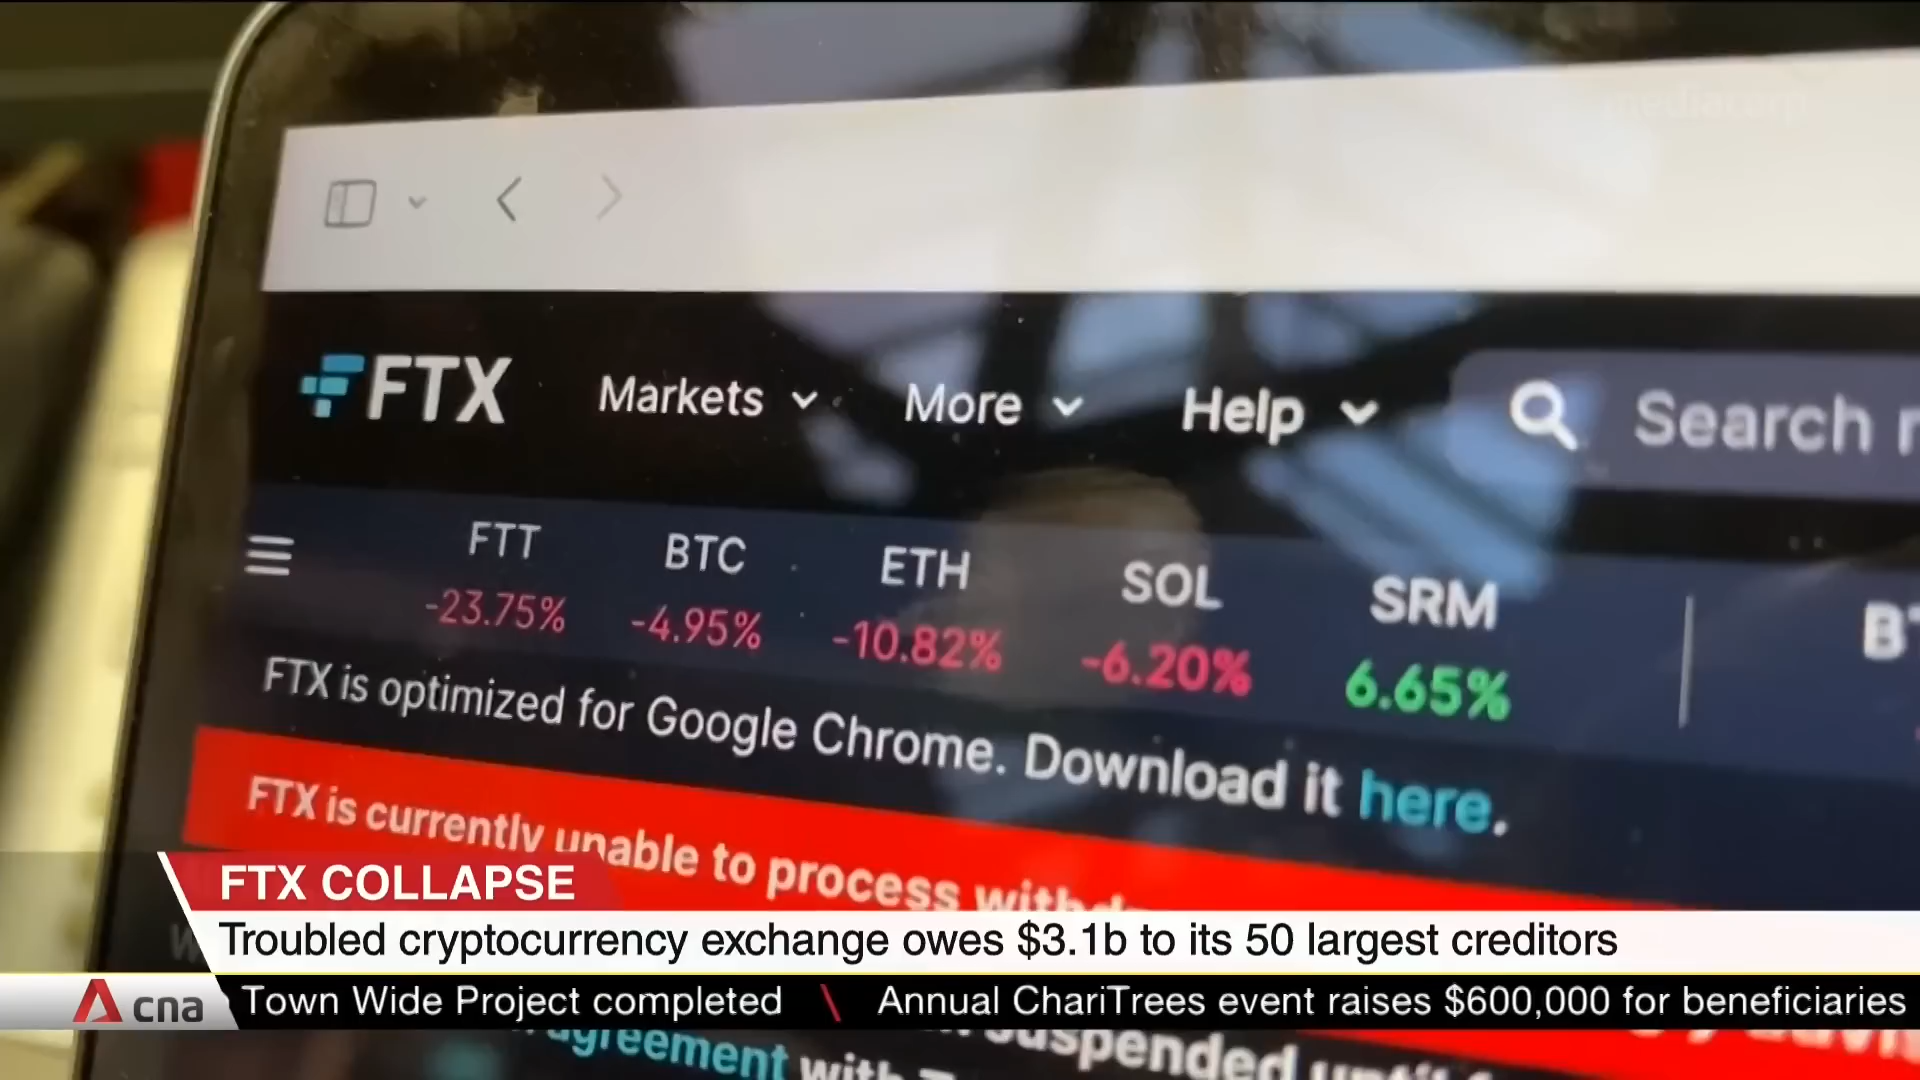 mediacorp
FTX Markets More Help Search
FTT BTC ETH SOL SRM
-23.75% -4.95% -10.82% -6.20% 6.65%
FTX is optimized for Google Chrome. Download it here.
FTX is currently unable to process
FTX COLLAPSE
Troubled cryptocurrency exchange owes $3.1b to its 50 largest creditors
cna Town Wide Project completed \ Annual ChariTrees event raises $600,000 for beneficiaries
agreement with
suspended until